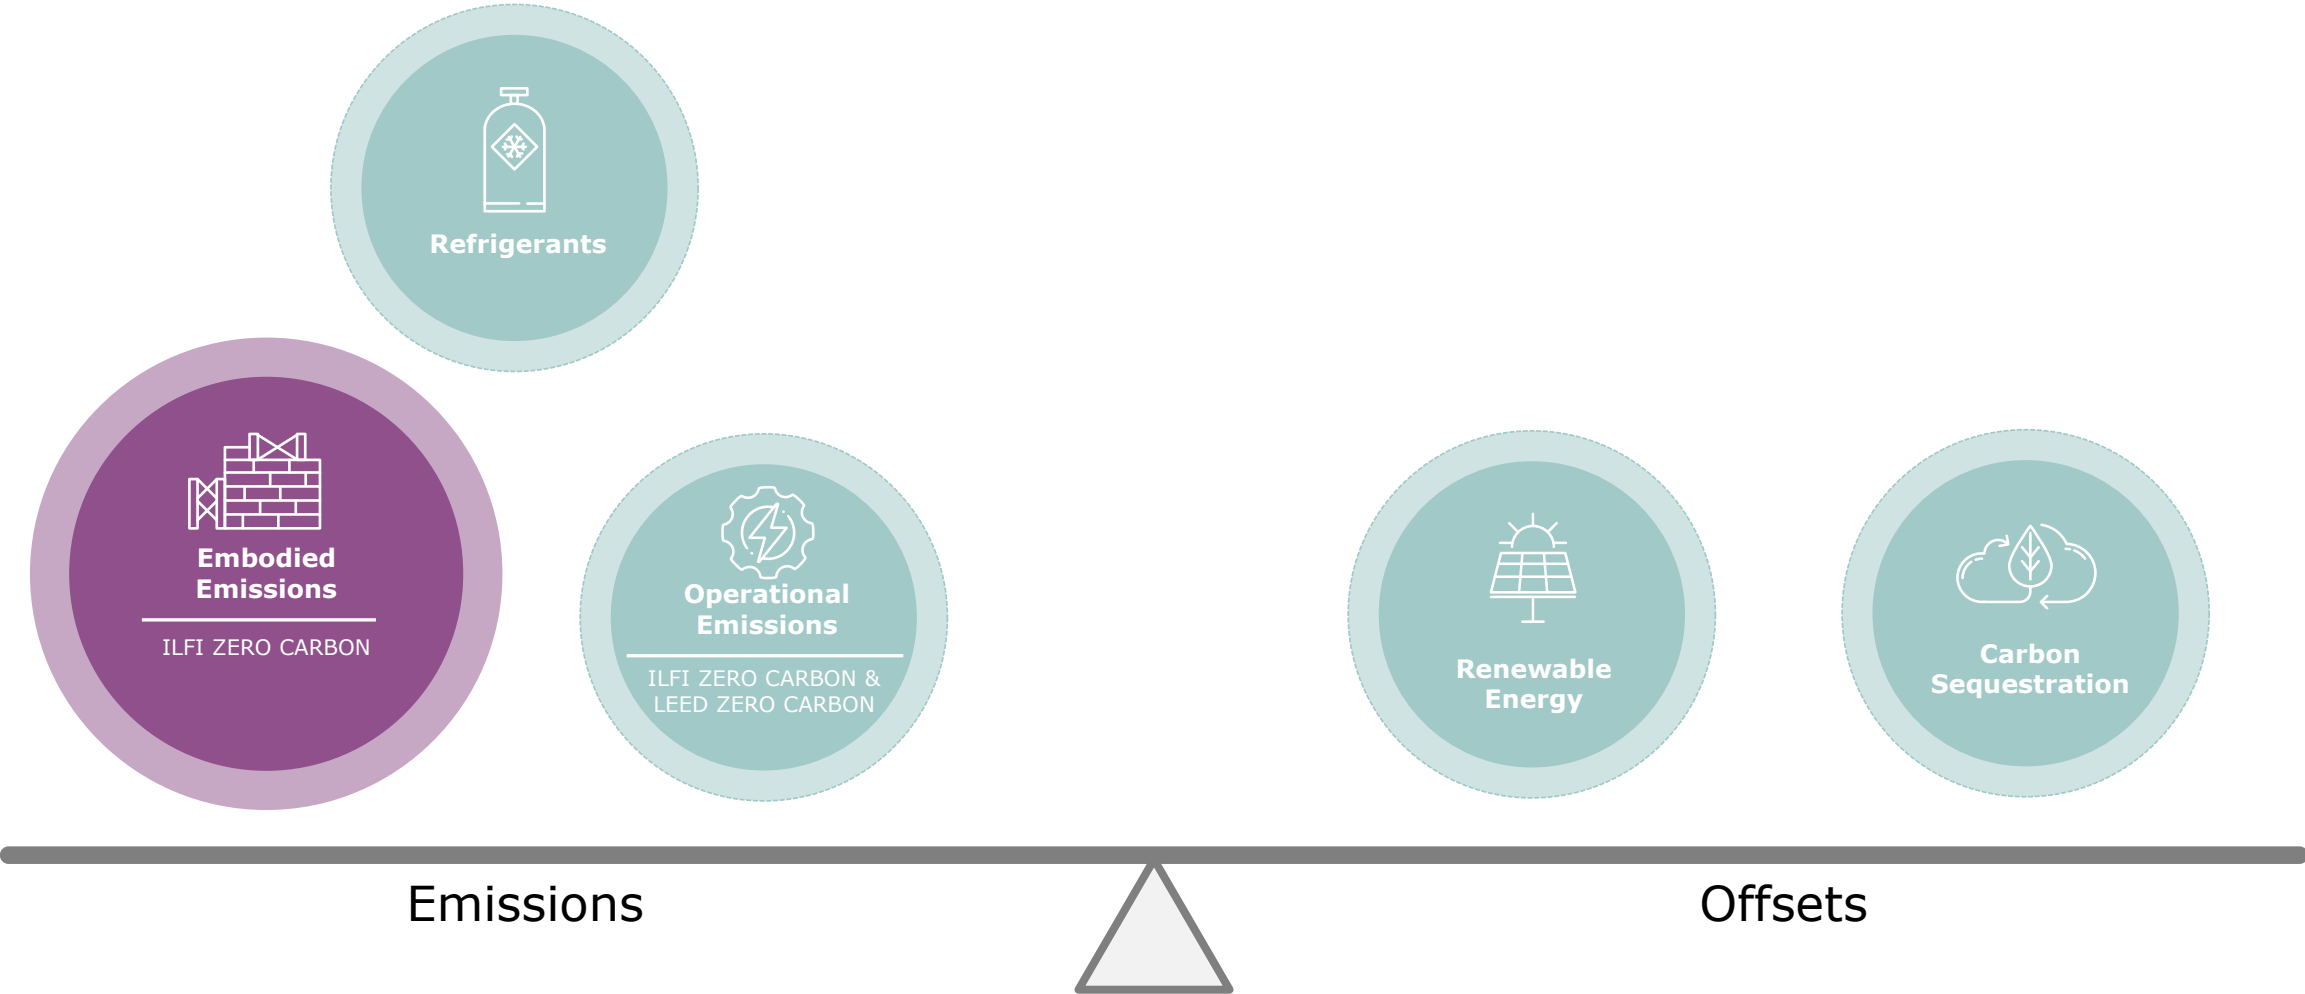 Refrigerants
Embodied
Emissions
ILFI ZERO CARBON
Operational
Emissions
ILFI ZERO CARBON &
LEED ZERO CARBON
Renewable
Energy
Carbon
Sequestration
Emissions
Offsets